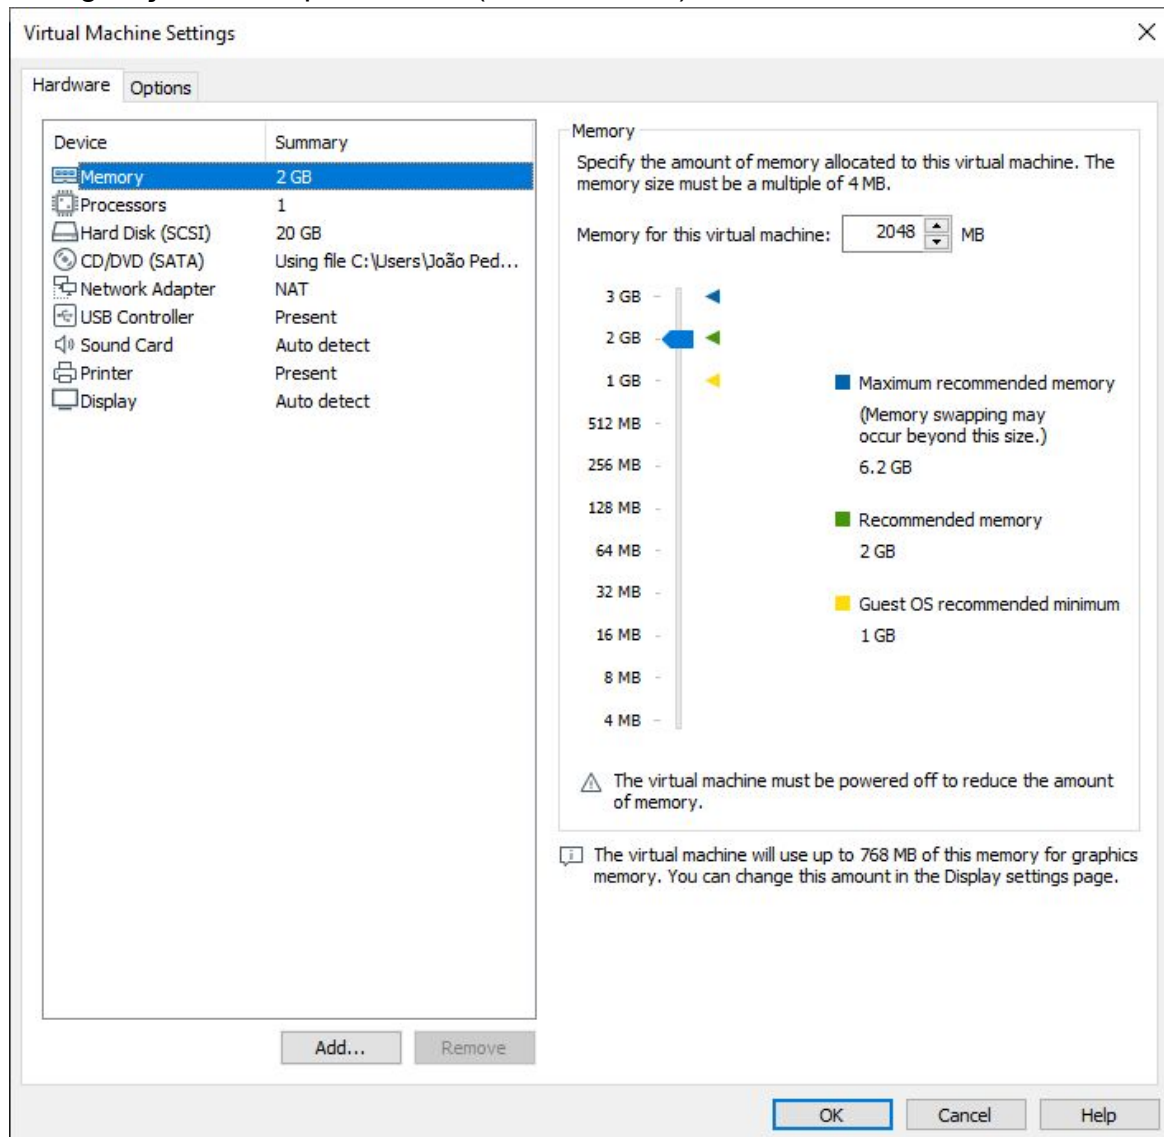 Virtual Machine Settings
Hardware Options
Device Summary
Memory 2 GB
Processors 1
Hard Disk (SCSI) 20 GB
CD/DVD (SATA) Using file C:\Users\João Ped...
Network Adapter NAT
USB Controller Present
Sound Card Auto detect
Printer Present
Display Auto detect
Add... Remove
Memory
Specify the amount of memory allocated to this virtual machine. The
memory size must be a multiple of 4 MB.
Memory for this virtual machine: 2048 MB
3 GB
2 GB
1 GB
512 MB
256 MB
128 MB
64 MB
32 MB
16 MB
8 MB
4 MB
Maximum recommended memory
(Memory swapping may
occur beyond this size.)
6.2 GB
Recommended memory
2 GB
Guest OS recommended minimum
1 GB
The virtual machine must be powered off to reduce the amount
of memory.
The virtual machine will use up to 768 MB of this memory for graphics
memory. You can change this amount in the Display settings page.
OK Cancel Help